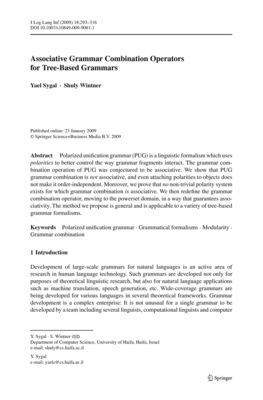 J Log Lang Inf (2009) 18:293–316
DOI 10.1007/s10849-009-9081-1
Associative Grammar Combination Operators
for Tree-Based Grammars
Yael Sygal · Shuly Wintner
Published online: 23 January 2009
© Springer Science+Business Media B.V. 2009
Abstract Polarized unification grammar (PUG) is a linguistic formalism which uses
polarities to better control the way grammar fragments interact. The grammar com-
bination operation of PUG was conjectured to be associative. We show that PUG
grammar combination is not associative, and even attaching polarities to objects does
not make it order-independent. Moreover, we prove that no non-trivial polarity system
exists for which grammar combination is associative. We then redefine the grammar
combination operator, moving to the powerset domain, in a way that guarantees asso-
ciativity. The method we propose is general and is applicable to a variety of tree-based
grammar formalisms.
Keywords Polarized unification grammar · Grammatical formalisms · Modularity ·
Grammar combination
1 Introduction
Development of large-scale grammars for natural languages is an active area of
research in human language technology. Such grammars are developed not only for
purposes of theoretical linguistic research, but also for natural language applications
such as machine translation, speech generation, etc. Wide-coverage grammars are
being developed for various languages in several theoretical frameworks. Grammar
development is a complex enterprise: It is not unusual for a single grammar to be
developed by a team including several linguists, computational linguists and computer
Y. Sygal · S. Wintner
Department of Computer Science, University of Haifa, Haifa, Israel
e-mail: shuly@cs.haifa.ac.il
Y. Sygal
e-mail: yaels@cs.haifa.ac.il
Springer